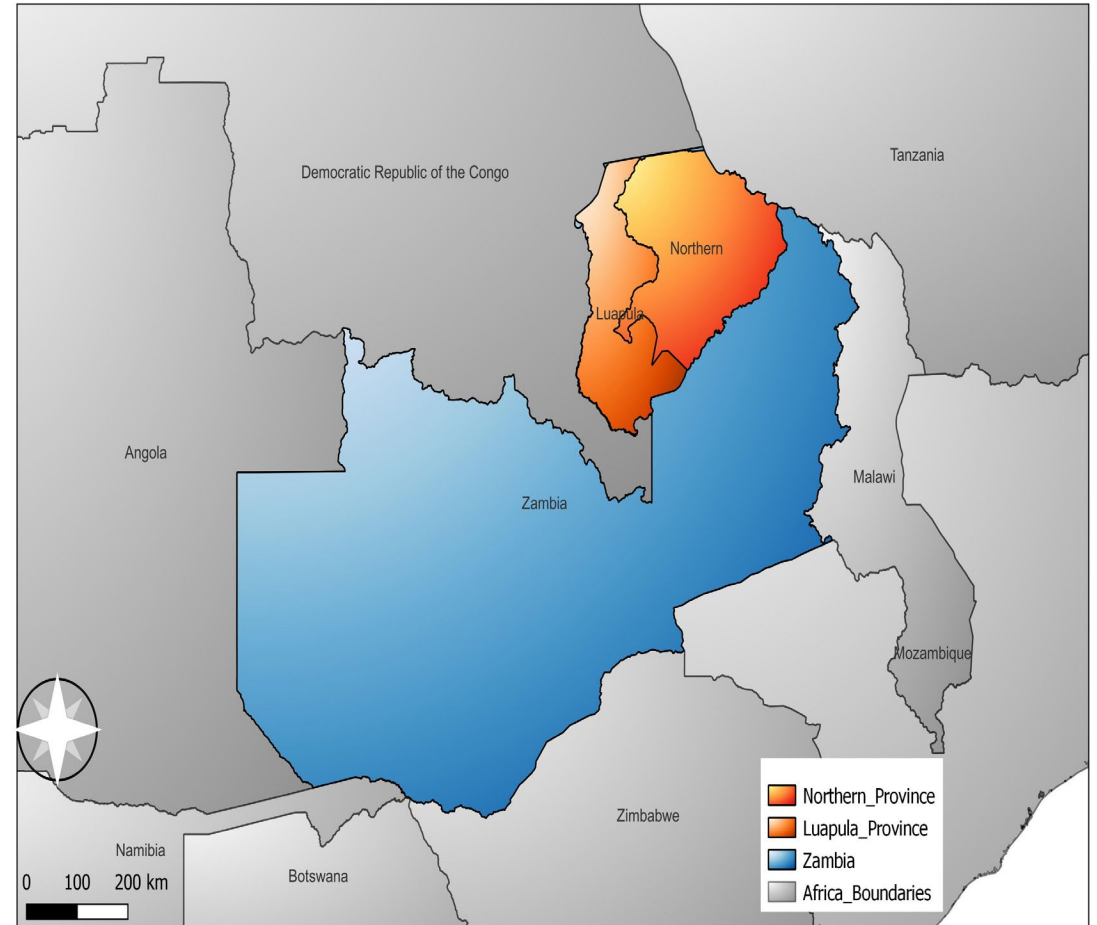 Tanzania
Democratic Republic of the Congo
Northern
Luapula
Angola
Malawi
Zambia
Mozambique
Zimbabwe
Namibia
Botswana
0 100 200 km
Northern_Province
Luapula_Province
Zambia
Africa_Boundaries